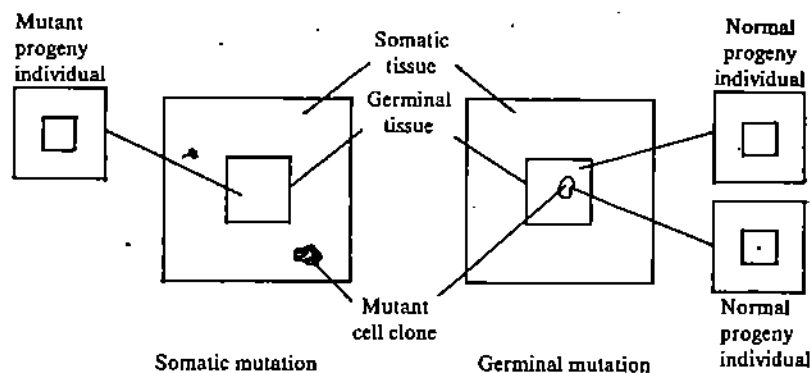 Mutant
progeny
individual
Somatic
tissue
Germinal
tissue
Normal
progeny
individual
Mutant
cell clone
Normal
progeny
individual
Somatic mutation
Germinal mutation